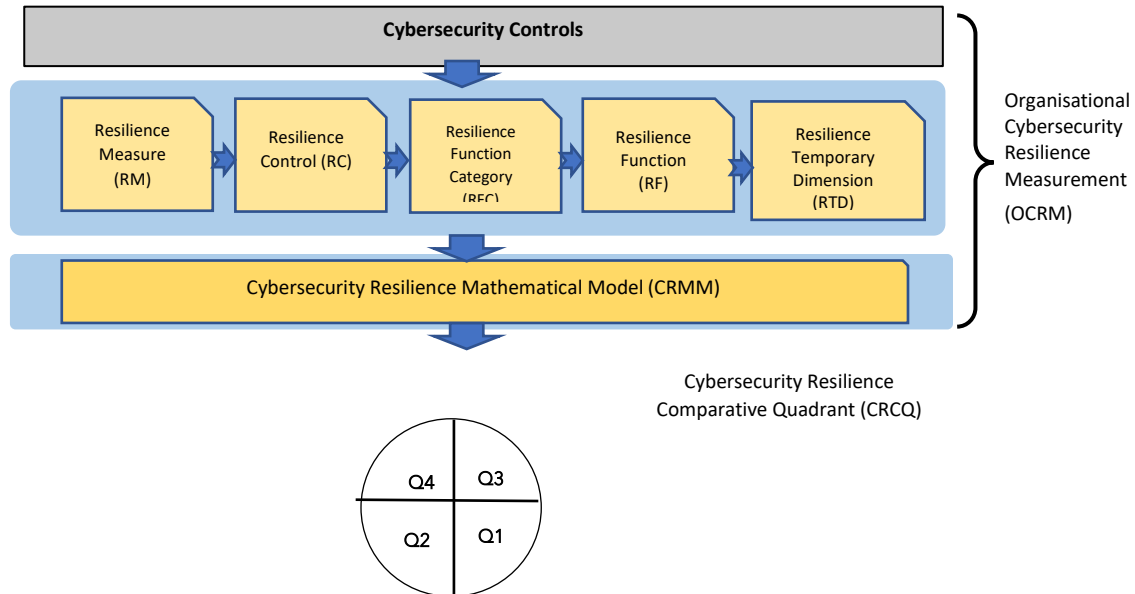 Cybersecurity Controls
Resilience
Measure
(RM)
Resilience
Control (RC)
Resilience
Function
Category
(RFC)
Resilience
Function
(RF)
Resilience
Temporary
Dimension
(RTD)
Organisational
Cybersecurity
Resilience
Measurement
(OCRM)
Cybersecurity Resilience Mathematical Model (CRMM)
Cybersecurity Resilience
Comparative Quadrant (CRCQ)
Q4
Q3
Q2
Q1